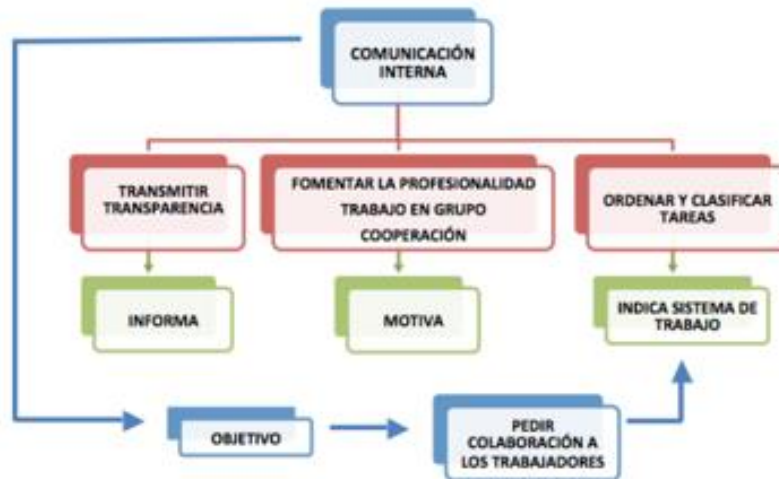 COMUNICACIÓN
INTERNA
TRANSMITIR
TRANSPARENCIA
FOMENTAR LA PROFESIONALIDAD
TRABAJO EN GRUPO
COOPERACIÓN
ORDENAR Y CLASIFICAR
TAREAS
INFORMA
MOTIVA
INDICA SISTEMA DE
TRABAJO
OBJETIVO
PEDIR
COLABORACIÓN A
LOS TRABAJADORES